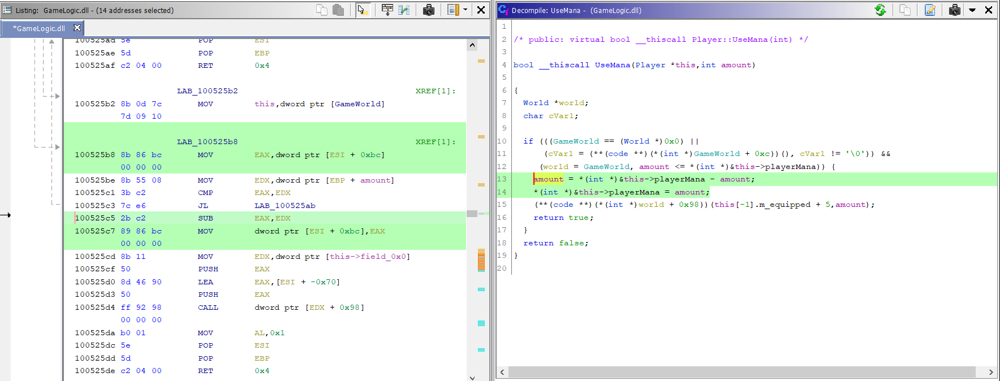 Listing: GameLogic.dll - (14 addresses selected)
*GameLogic.dll
100525ad 5e POP ESI
100525ae 5d POP EBP
100525af c2 04 00 RET 0x4
LAB_100525b2 XREF[1]:
100525b2 8b 0d 7c MOV this,dword ptr [GameWorld]
7d 09 10
LAB_100525b8 XREF[1]:
100525b8 8b 86 bc MOV EAX,dword ptr [ESI + 0xbc]
00 00 00
100525be 8b 55 08 MOV EDX,dword ptr [EBP + amount]
100525c1 3b c2 CMP EAX,EDX
100525c3 7c e6 JL LAB_100525ab
100525c5 2b c2 SUB EAX,EDX
100525c7 89 86 bc MOV dword ptr [ESI + 0xbc],EAX
00 00 00
100525cd 8b 11 MOV EDX,dword ptr [this->field_0x0]
100525cf 50 PUSH EAX
100525d0 8d 46 90 LEA EAX,[ESI + -0x70]
100525d3 50 PUSH EAX
100525d4 ff 92 98 CALL dword ptr [EDX + 0x98]
00 00 00
100525da b0 01 MOV AL,0x1
100525dc 5e POP ESI
100525dd 5d POP EBP
100525de c2 04 00 RET 0x4
Decompile: UseMana - (GameLogic.dll)
1
2 /* public: virtual bool __thiscall Player::UseMana(int) */
3
4 bool __thiscall UseMana(Player *this,int amount)
5
6 {
7 World *world;
8 char cVar1;
9
10 if (((GameWorld == (World *)0x0) ||
11 (cVar1 = (**(code **)(*(int *)GameWorld + 0xc))(), cVar1 != '\0')) &&
12 (world = GameWorld, amount <= *(int *)&this->playerMana)) {
13 amount = *(int *)&this->playerMana - amount;
14 *(int *)&this->playerMana = amount;
15 (**(code **)(*(int *)world + 0x98))(this[-1].m_equipped + 5,amount);
16 return true;
17 }
18 return false;
19 }
20